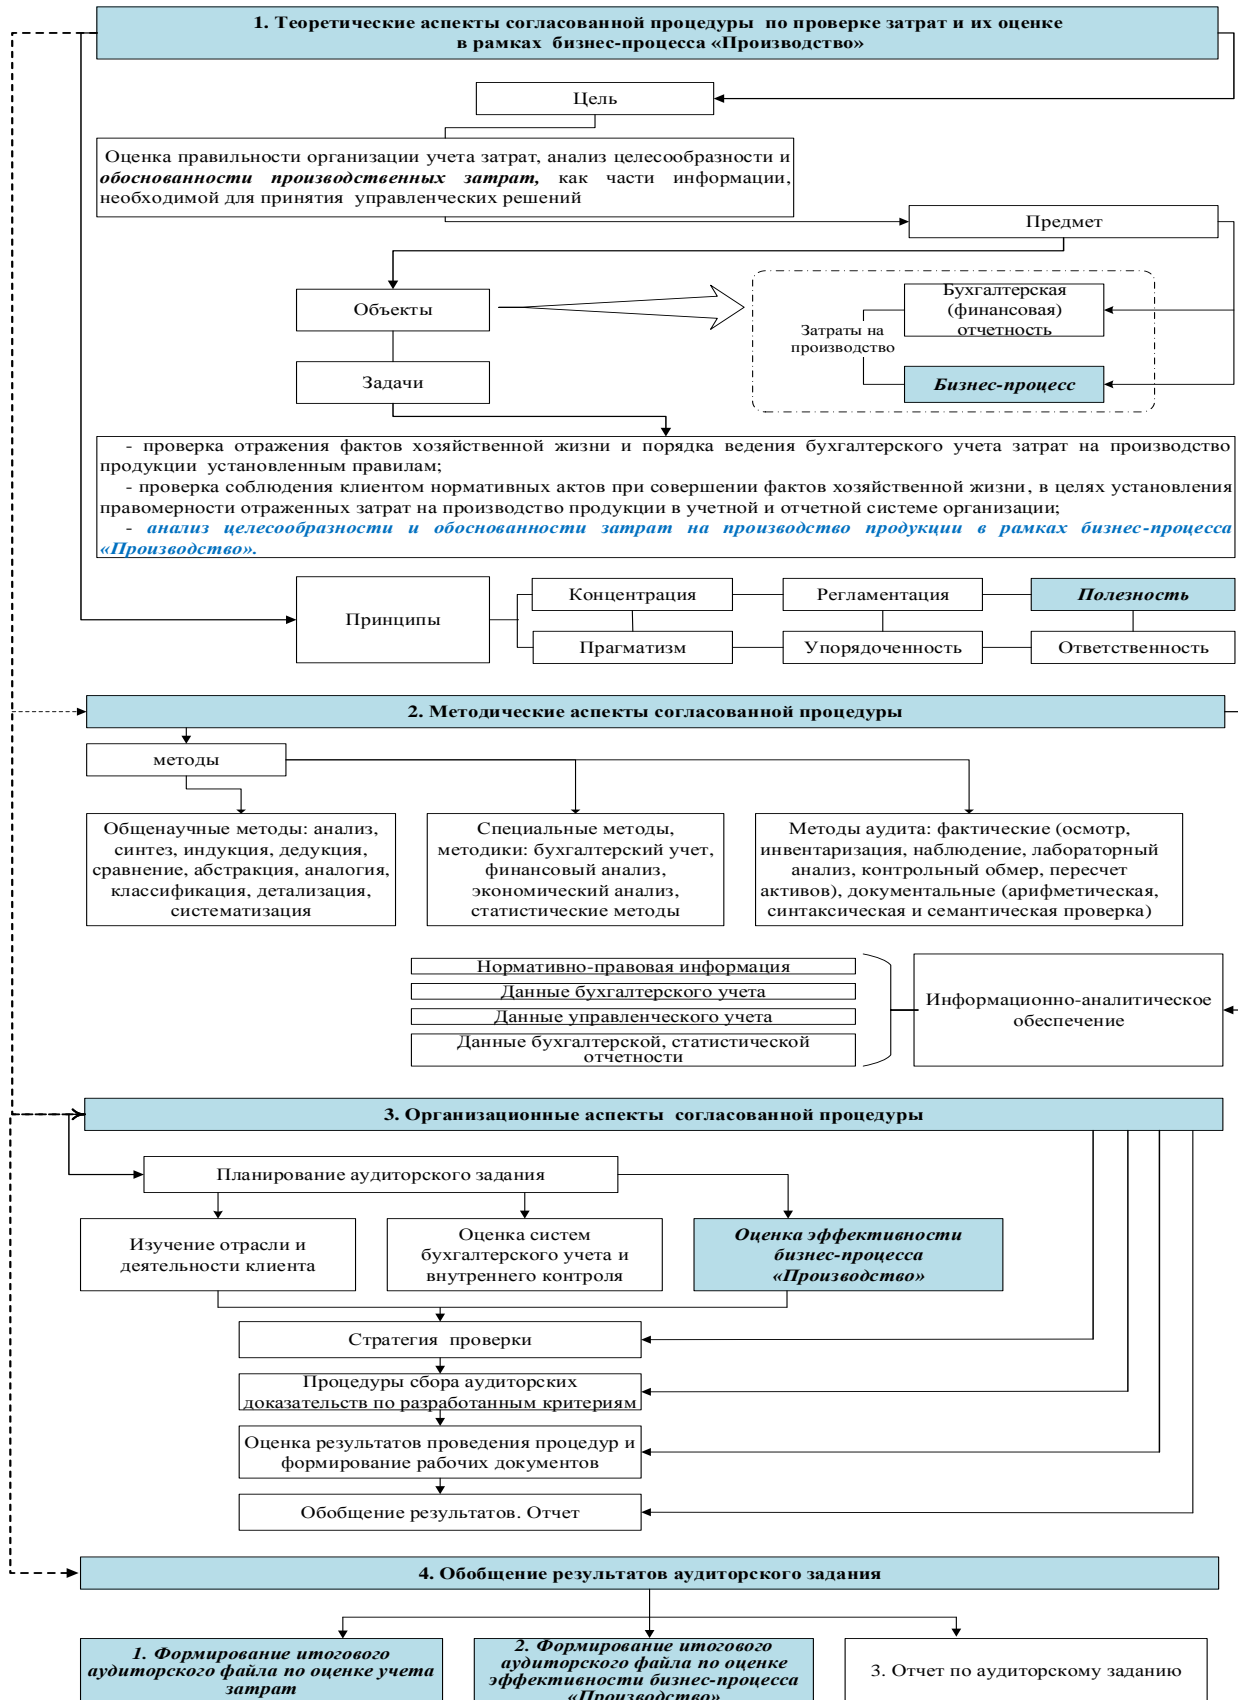 1. Теоретические аспекты согласованной процедуры по проверке затрат и их оценке
в рамках бизнес-процесса «Производство»
Цель
Оценка правильности организации учета затрат, анализ целесообразности и
обоснованности производственных затрат, как части информации,
необходимой для принятия управленческих решений
Предмет
Объекты
Бухгалтерская
(финансовая)
отчетность
Затраты на
производство
Задачи
Бизнес-процесс
- проверка отражения фактов хозяйственной жизни и порядка ведения бухгалтерского учета затрат на производство
продукции установленным правилам;
- проверка соблюдения клиентом нормативных актов при совершении фактов хозяйственной жизни, в целях установления
правомерности отраженных затрат на производство продукции в учетной и отчетной системе организации;
- анализ целесообразности и обоснованности затрат на производство продукции в рамках бизнес-процесса
«Производство».
Принципы
Концентрация
Регламентация
Полезность
Прагматизм
Упорядоченность
Ответственность
2. Методические аспекты согласованной процедуры
методы
Общенаучные методы: анализ,
синтез, индукция, дедукция,
сравнение, абстракция, аналогия,
классификация, детализация,
систематизация
Специальные методы,
методики: бухгалтерский учет,
финансовый анализ,
экономический анализ,
статистические методы
Методы аудита: фактические (осмотр,
инвентаризация, наблюдение, лабораторный
анализ, контрольный обмер, пересчет
активов), документальные (арифметическая,
синтаксическая и семантическая проверка)
Нормативно-правовая информация
Данные бухгалтерского учета
Данные управленческого учета
Данные бухгалтерской, статистической
отчетности
Информационно-аналитическое
обеспечение
3. Организационные аспекты согласованной процедуры
Планирование аудиторского задания
Изучение отрасли и
деятельности клиента
Оценка систем
бухгалтерского учета и
внутреннего контроля
Оценка эффективности
бизнес-процесса
«Производство»
Стратегия проверки
Процедуры сбора аудиторских
доказательств по разработанным критериям
Оценка результатов проведения процедур и
формирование рабочих документов
Обобщение результатов. Отчет
4. Обобщение результатов аудиторского задания
1. Формирование итогового
аудиторского файла по оценке учета
затрат
2. Формирование итогового
аудиторского файла по оценке
эффективности бизнес-процесса
«Производство»
3. Отчет по аудиторскому заданию